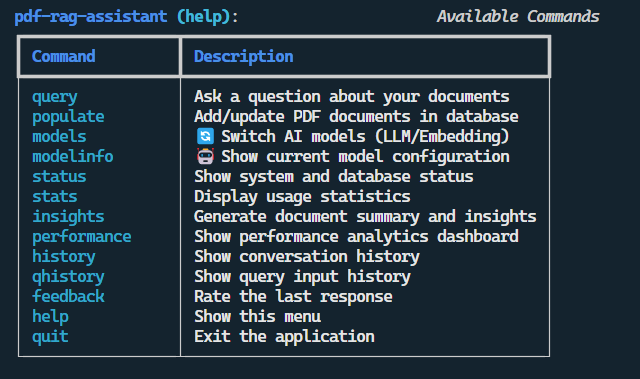 pdf-rag-assistant (help): Available Commands
Command Description
query Ask a question about your documents
populate Add/update PDF documents in database
models 🔄 Switch AI models (LLM/Embedding)
modelinfo 🤖 Show current model configuration
status Show system and database status
stats Display usage statistics
insights Generate document summary and insights
performance Show performance analytics dashboard
history Show conversation history
qhistory Show query input history
feedback Rate the last response
help Show this menu
quit Exit the application